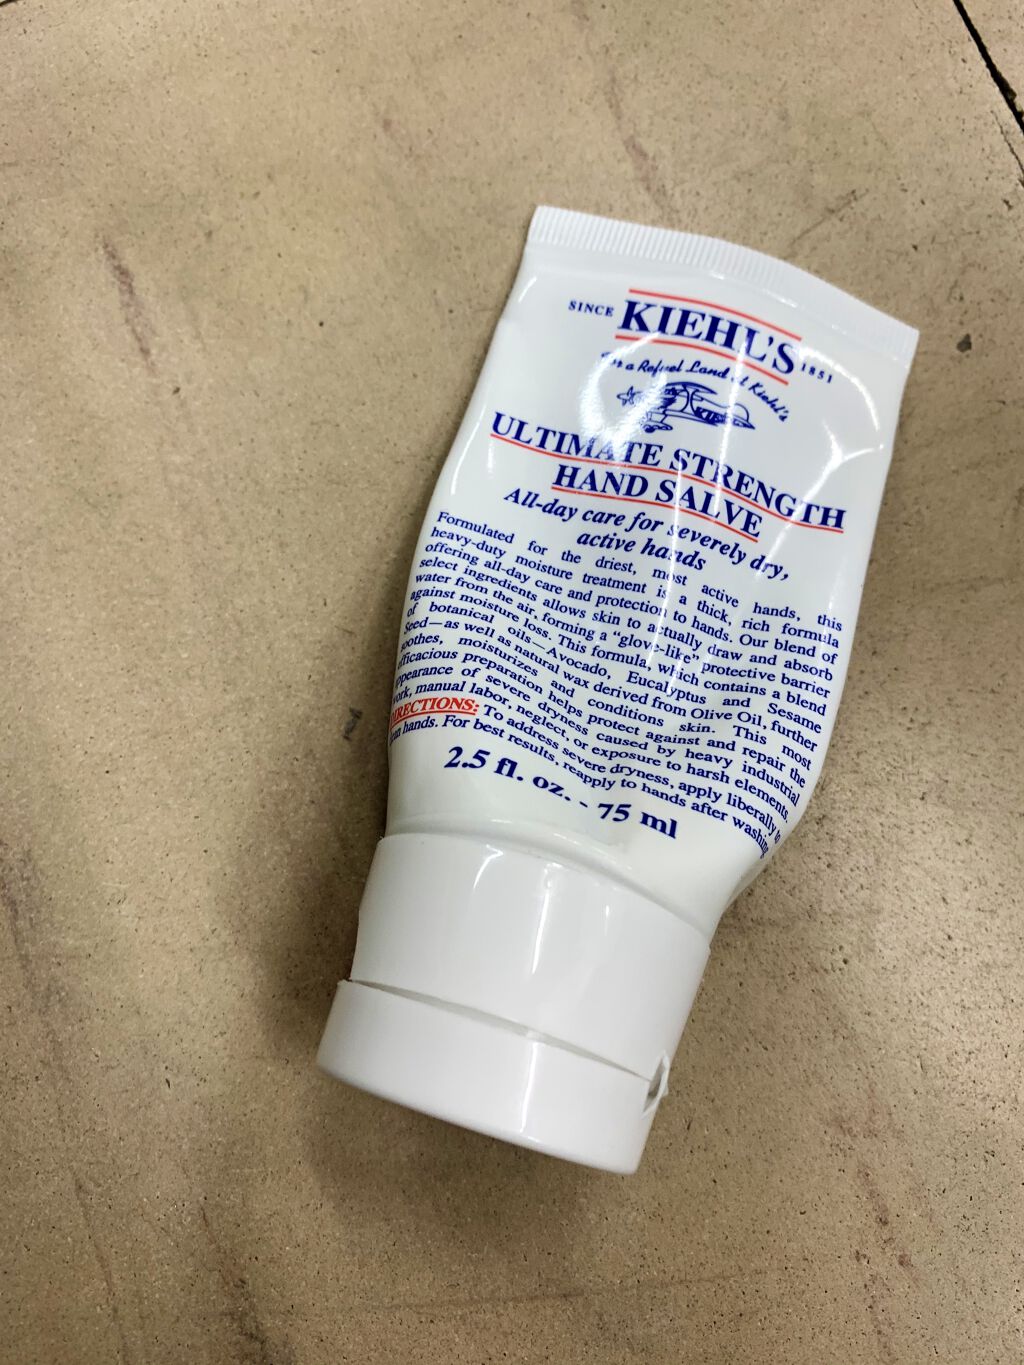 SINCE KIEHL'S 1851
a Refuel Land at Kiehl's
KIEHL'S
ULTIMATE STRENGTH
HAND SALVE
All-day care for severely dry,
active hands
Formulated for the driest, most active hands, this
heavy-duty moisture treatment is a thick, rich formula
offering all-day care and protection to hands. Our blend of
select ingredients allows skin to actually draw and absorb
water from the air, forming a “glove-like” protective barrier
against moisture loss. This formula, which contains a blend
of botanical oils—Avocado, Eucalyptus and Sesame
Seed—as well as natural wax derived from Olive Oil, further
soothes, moisturizes and conditions skin. This most
efficacious preparation helps protect against and repair the
appearance of severe dryness caused by heavy industrial
work, manual labor, neglect, or exposure to harsh elements.
DIRECTIONS: To address severe dryness, apply liberally to
hands. For best results, reapply to hands after washing.
2.5 fl. oz. - 75 ml